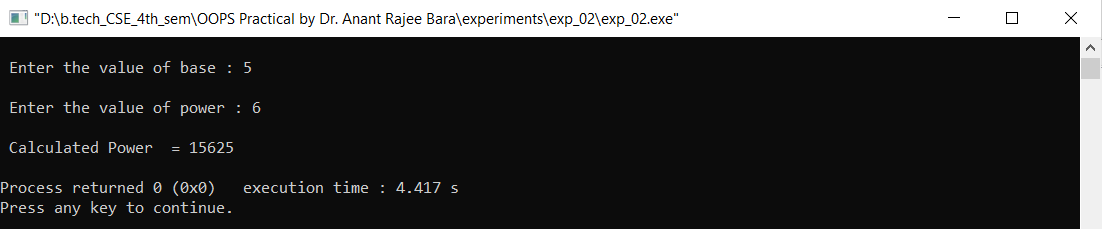 "D:\b.tech_CSE_4th_sem\OOPS Practical by Dr. Anant Rajee Bara\experiments\exp_02\exp_02.exe"
Enter the value of base : 5
Enter the value of power : 6
Calculated Power  = 15625
Process returned 0 (0x0)   execution time : 4.417 s
Press any key to continue.